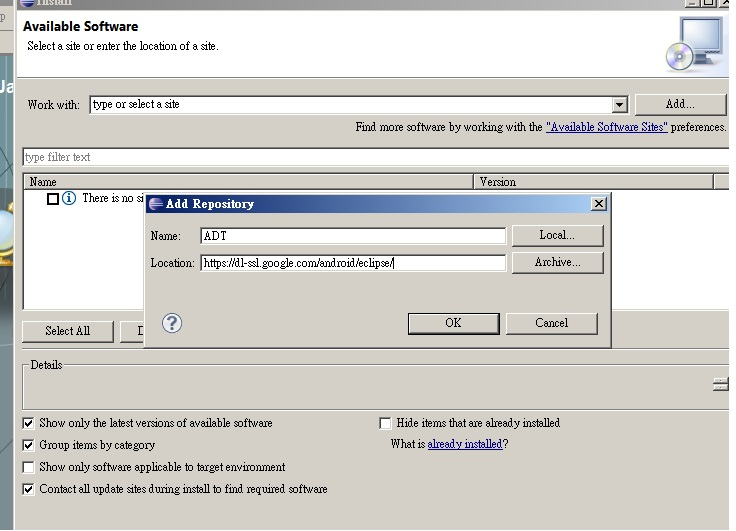 Install
Available Software
Select a site or enter the location of a site.
Work with: type or select a site Add...
Find more software by working with the "Available Software Sites" preferences.
type filter text
Name Version
There is no si
Add Repository
Name: ADT Local...
Location: https://dl-ssl.google.com/android/eclipse/ Archive...
OK Cancel
Select All D
Details
Show only the latest versions of available software Hide items that are already installed
Group items by category What is already installed?
Show only software applicable to target environment
Contact all update sites during install to find required software